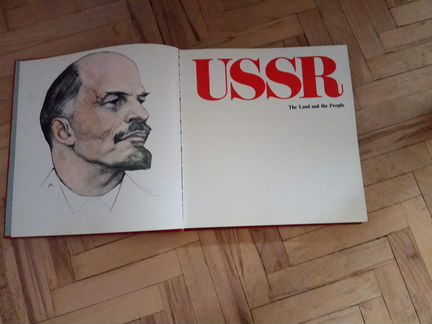 USSR
The Land and the People